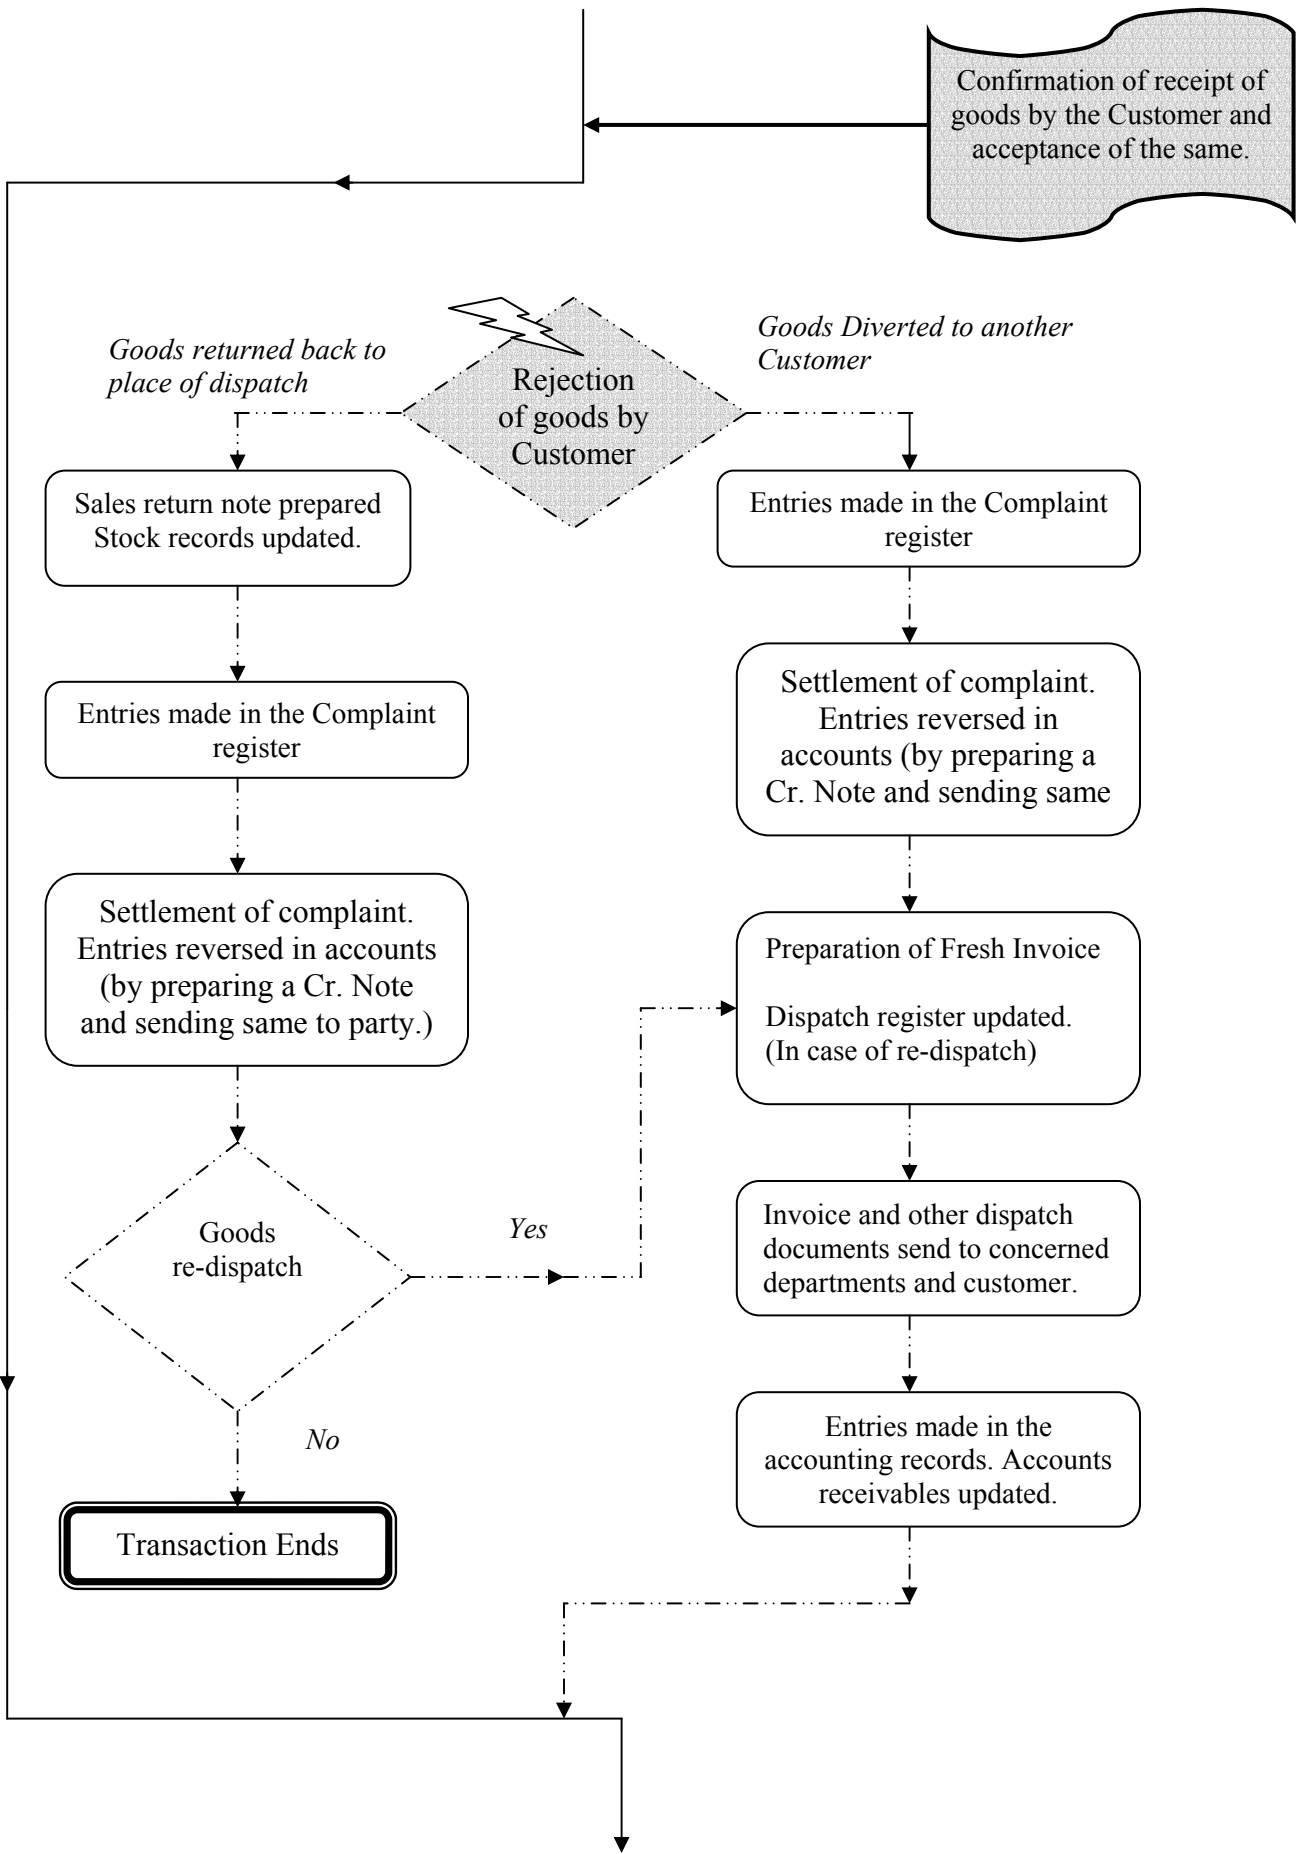 Confirmation of receipt of
goods by the Customer and
acceptance of the same.
Goods returned back to
place of dispatch
Rejection
of goods by
Customer
Goods Diverted to another
Customer
Sales return note prepared
Stock records updated.
Entries made in the Complaint
register
Entries made in the Complaint
register
Settlement of complaint.
Entries reversed in
accounts (by preparing a
Cr. Note and sending same
Settlement of complaint.
Entries reversed in accounts
(by preparing a Cr. Note
and sending same to party.)
Preparation of Fresh Invoice
Dispatch register updated.
(In case of re-dispatch)
Goods
re-dispatch
Yes
Invoice and other dispatch
documents send to concerned
departments and customer.
No
Entries made in the
accounting records. Accounts
receivables updated.
Transaction Ends